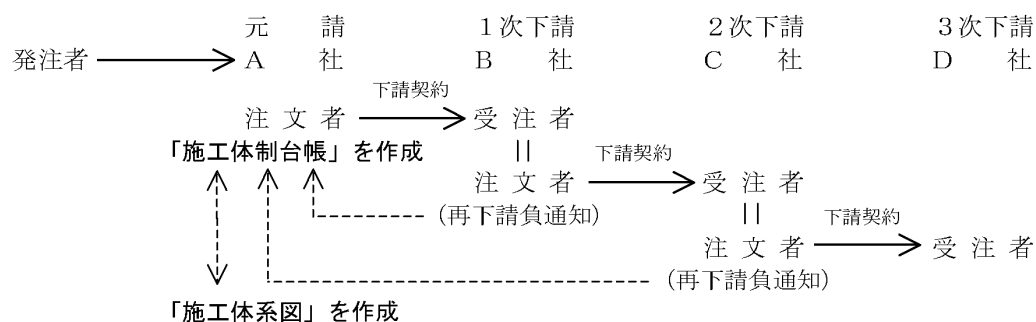 元　請　１次下請　２次下請　３次下請
発注者　Ａ　社　Ｂ　社　Ｃ　社　Ｄ　社
下請契約
注文者　受注者
「施工体制台帳」を作成　||　下請契約
注文者　受注者
(再下請負通知)　||　下請契約
注文者　受注者
(再下請負通知)
「施工体系図」を作成